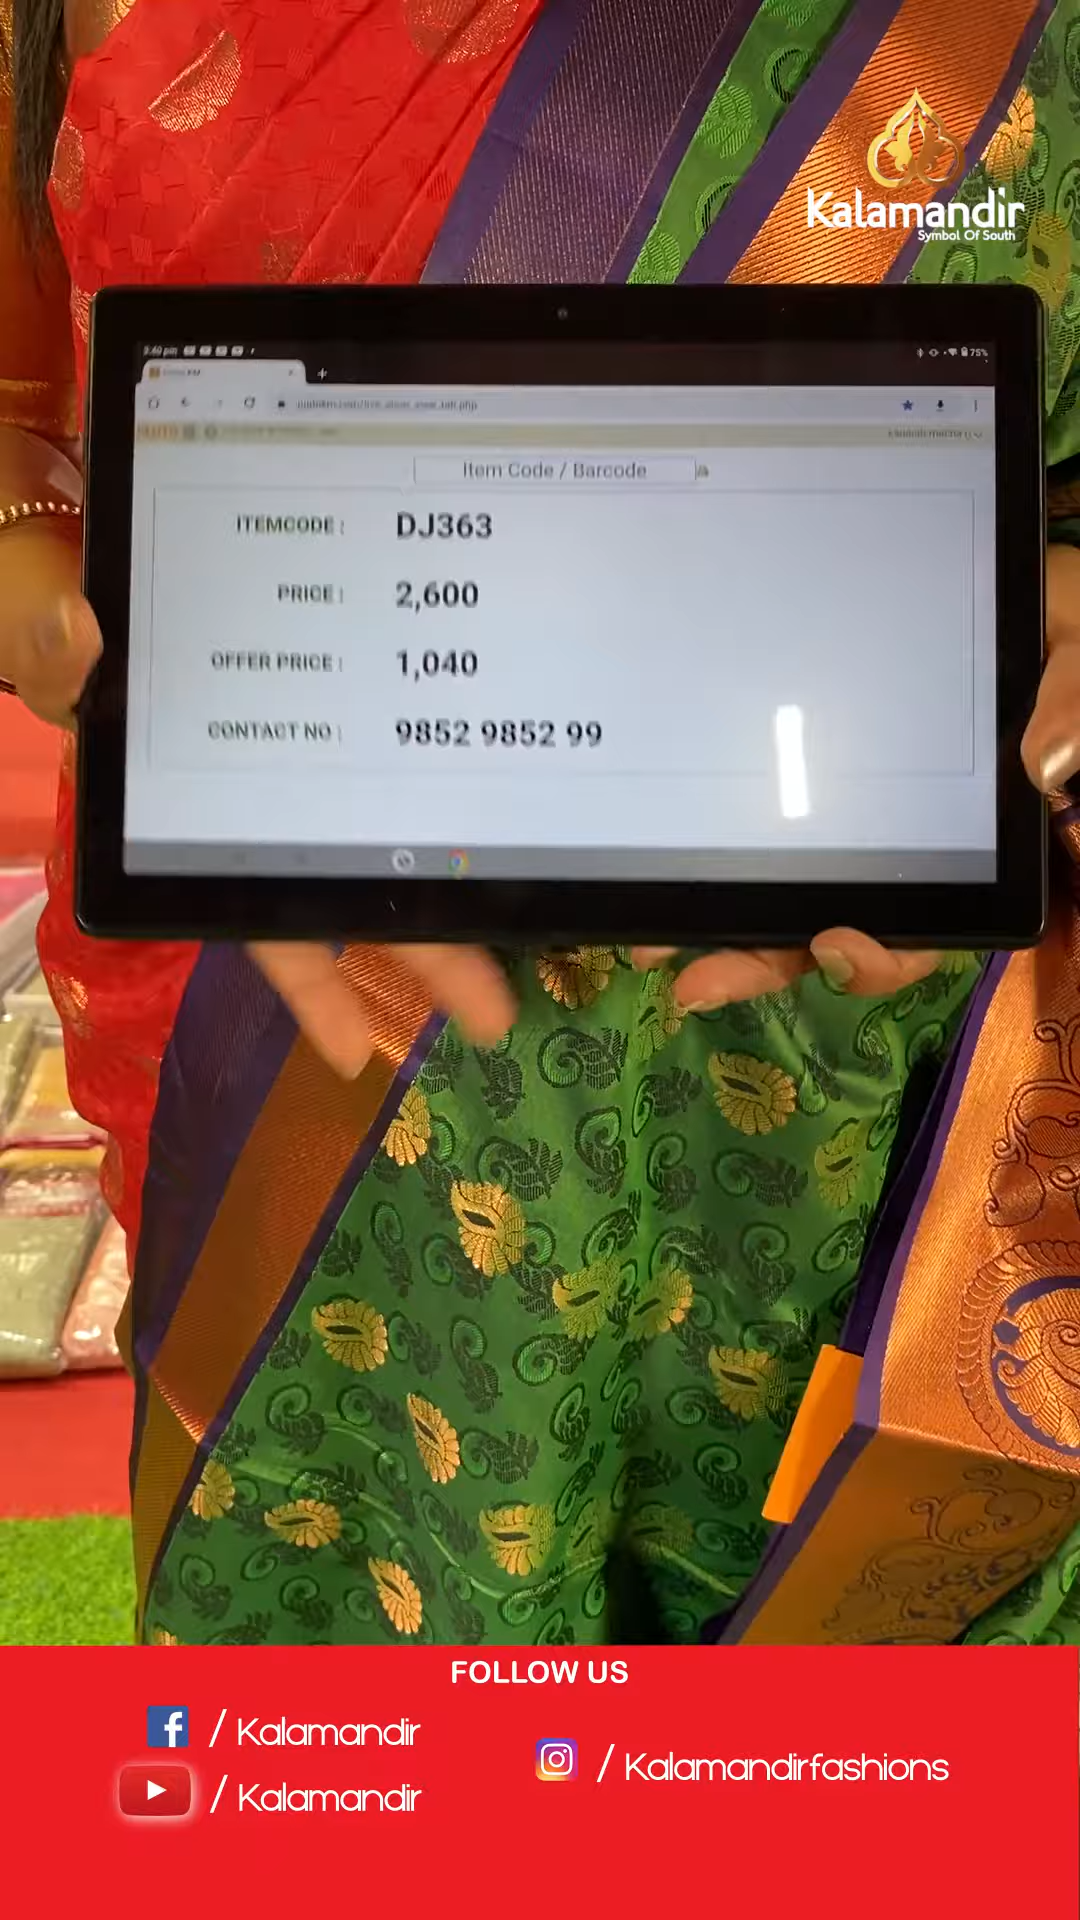 Kalamandir
Symbol Of South
75%
Item Code / Barcode
ITEMCODE : DJ363
PRICE : 2,600
OFFER PRICE : 1,040
CONTACT NO : 9852 9852 99
FOLLOW US
/ Kalamandir
/ Kalamandirfashions
/ Kalamandir